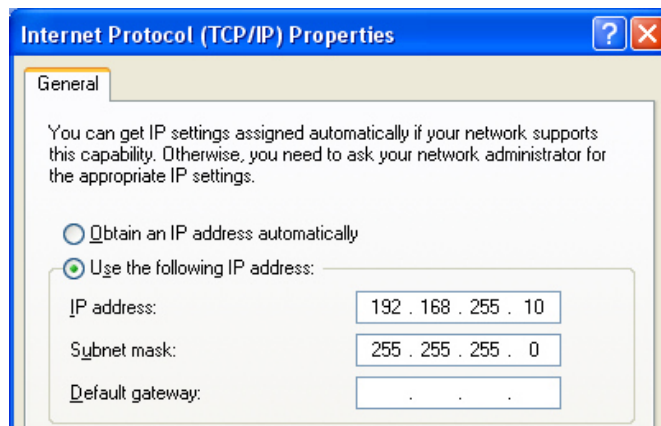 Internet Protocol (TCP/IP) Properties
General
You can get IP settings assigned automatically if your network supports
this capability. Otherwise, you need to ask your network administrator for
the appropriate IP settings.
Obtain an IP address automatically
Use the following IP address:
IP address: 192 . 168 . 255 . 10
Subnet mask: 255 . 255 . 255 . 0
Default gateway: . . .